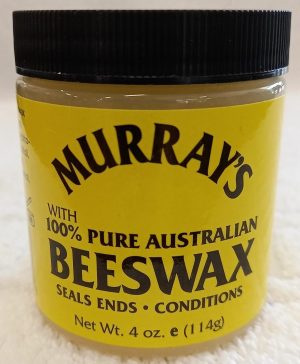 MURRAY'S
WITH
100% PURE AUSTRALIAN
BEESWAX
SEALS ENDS • CONDITIONS
Net Wt. 4 oz. e (114g)